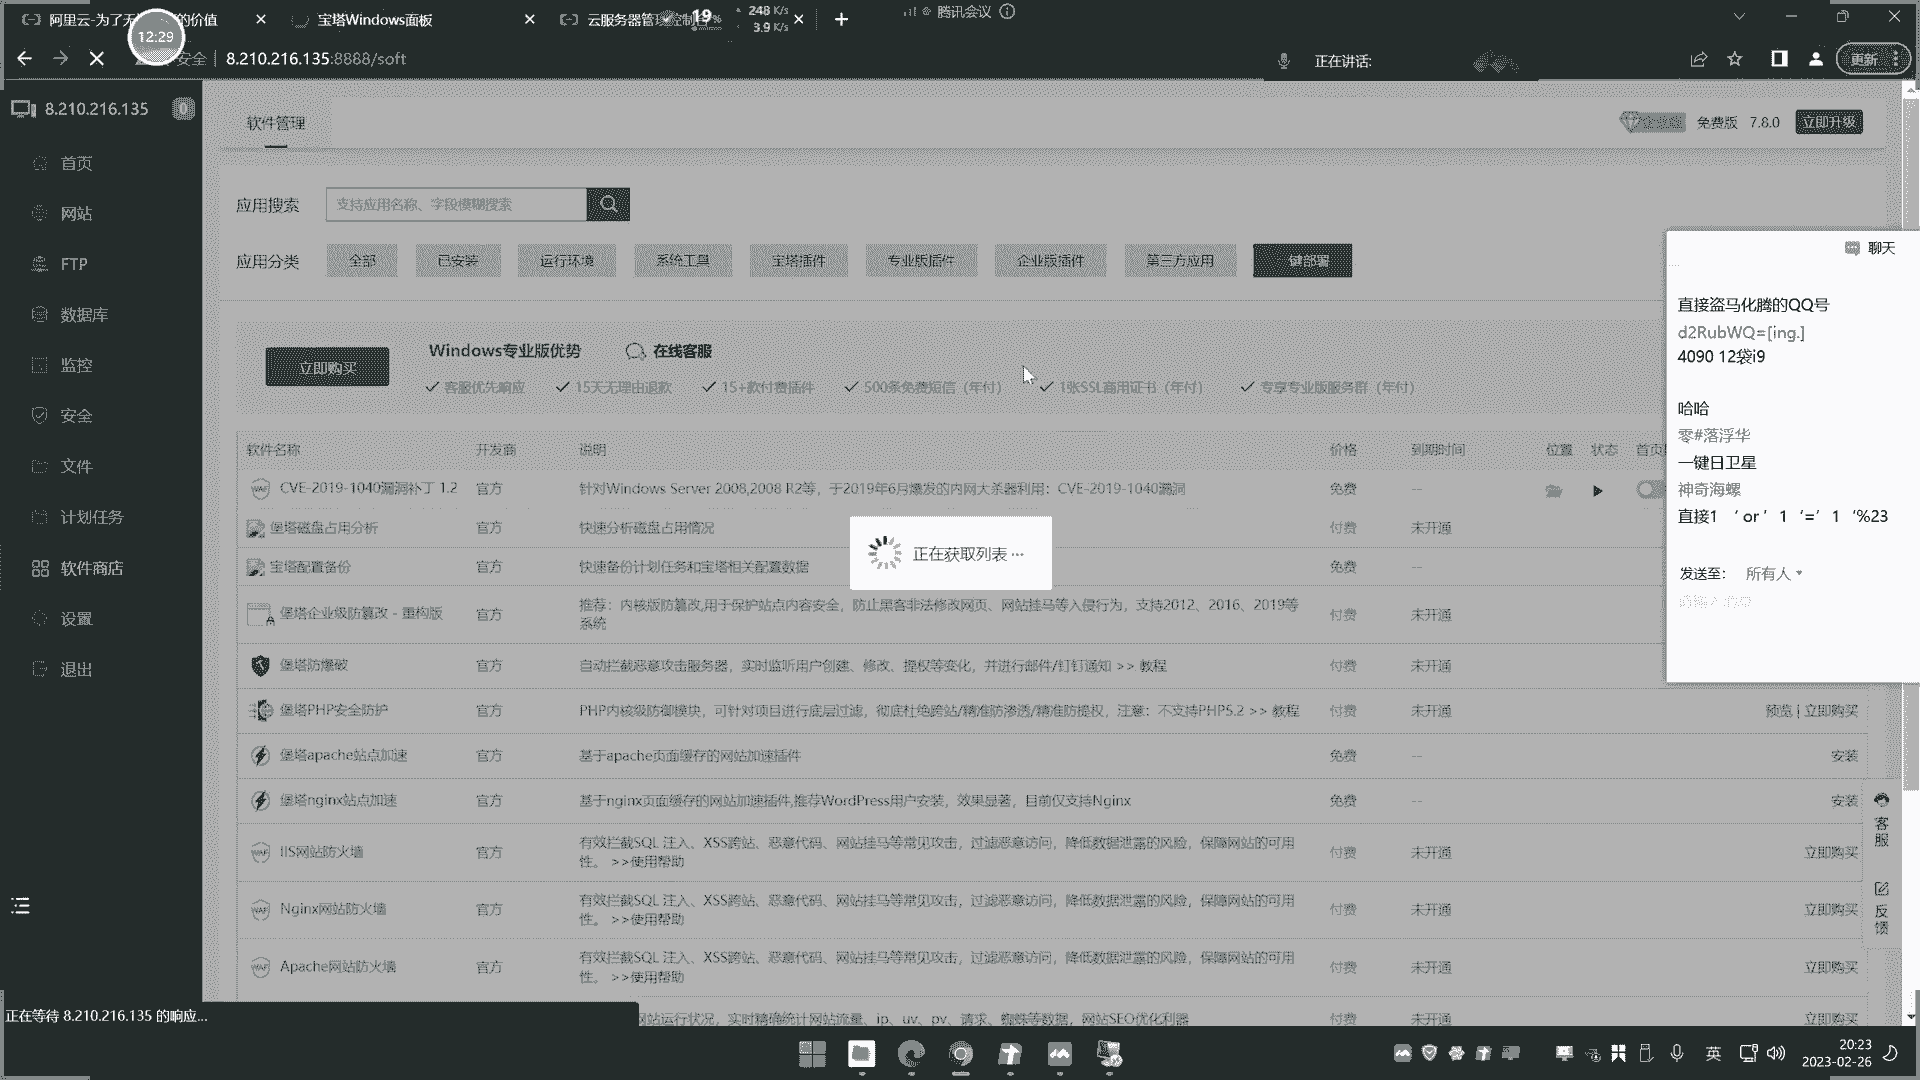 阿里云-为了无 的价值
宝塔Windows面板
云服务器管理控制台
19%
248 K/s
3.9 K/s
腾讯会议
12:29
安全
8.210.216.135:8888/soft
正在讲话:
更新
8.210.216.135
0
首页
网站
FTP
数据库
监控
安全
文件
计划任务
软件商店
设置
退出
软件管理
企业版
免费版
7.8.0
立即升级
应用搜索
支持应用名称、字段模糊搜索
应用分类
全部
已安装
运行环境
系统工具
宝塔插件
专业版插件
企业版插件
第三方应用
一键部署
立即购买
Windows专业版优势
在线客服
客服优先响应
15天无理由退款
15+款付费插件
500条免费短信（年付）
1张SSL商用证书（年付）
专享专业版服务群（年付）
软件名称 开发商 说明 价格 到期时间 位置 状态 首页
CVE-2019-1040漏洞补丁 1.2 官方 针对Windows Server 2008,2008 R2等，于2019年6月爆发的内网大杀器利用：CVE-2019-1040漏洞 免费 --
堡塔磁盘占用分析 官方 快速分析磁盘占用情况 付费 未开通
宝塔配置备份 官方 快速备份计划任务和宝塔相关配置数据 免费 --
堡塔企业级防篡改 - 重构版 官方 推荐：内核版防篡改,用于保护站点内容安全，防止黑客非法修改网页、网站挂马等入侵行为，支持2012、2016、2019等
系统 付费 未开通
堡塔防爆破 官方 自动拦截恶意攻击服务器，实时监听用户创建、修改、提权等变化，并进行邮件/钉钉通知 >> 教程 付费 未开通
堡塔PHP安全防护 官方 PHP内核级防御模块，可针对项目进行底层过滤，彻底杜绝跨站/精准防渗透/精准防提权，注意：不支持PHP5.2 >> 教程 付费 未开通 预览 | 立即购买
堡塔apache站点加速 官方 基于apache页面缓存的网站加速插件 免费 -- 安装
堡塔nginx站点加速 官方 基于nginx页面缓存的网站加速插件,推荐WordPress用户安装，效果显著，目前仅支持Nginx 免费 -- 安装
IIS网站防火墙 官方 有效拦截SQL 注入、XSS跨站、恶意代码、网站挂马等常见攻击，过滤恶意访问，降低数据泄露的风险，保障网站的可用
性。 >>使用帮助 付费 未开通 立即购买
Nginx网站防火墙 官方 有效拦截SQL 注入、XSS跨站、恶意代码、网站挂马等常见攻击，过滤恶意访问，降低数据泄露的风险，保障网站的可用
性。 >>使用帮助 付费 未开通 立即购买
Apache网站防火墙 官方 有效拦截SQL 注入、XSS跨站、恶意代码、网站挂马等常见攻击，过滤恶意访问，降低数据泄露的风险，保障网站的可用
性。 >>使用帮助 付费 未开通 立即购买
网站运行状况，实时精确统计网站流量、ip、uv、pv、请求、蜘蛛等数据，网站SEO优化利器 付费 未开通 立即购买
正在获取列表 ···
聊天
直接盗马化腾的QQ号
d2RubWQ=[ing.]
4090 12袋i9
哈哈
零#落浮华
一键日卫星
神奇海螺
直接1 ‘ or ’ 1 ‘=’ 1 ‘%23
发送至： 所有人
客服
反馈
正在等待 8.210.216.135 的响应...
英
20:23
2023-02-26